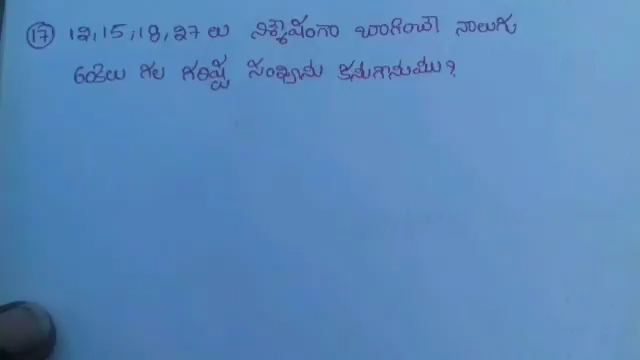 (17) 12, 15, 18, 27 లు నిశ్శేషంగా భాగించే నాలుగు
అంకెలు గల గరిష్ట సంఖ్యను కనుగొనుము?